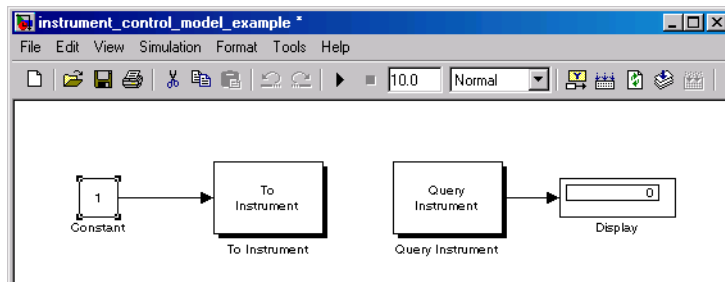 instrument_control_model_example *
File Edit View Simulation Format Tools Help
10.0 Normal
1
Constant
To
Instrument
To Instrument
Query
Instrument
Query Instrument
0
Display